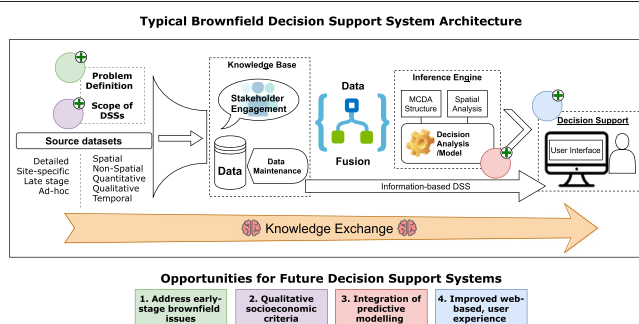 Typical Brownfield Decision Support System Architecture
Problem
Definition
Scope of
DSSs
Source datasets
Detailed
Site-specific
Late stage
Ad-hoc
Spatial
Non-Spatial
Quantitative
Qualitative
Temporal
Knowledge Base
Stakeholder
Engagement
Data
Data
Maintenance
Data
Fusion
Inference Engine
MCDA
Structure
Spatial
Analysis
Decision
Analysis
/Model
Decision Support
User Interface
Information-based DSS
Knowledge Exchange
Opportunities for Future Decision Support Systems
1. Address early-
stage brownfield
issues
2. Qualitative
socioeconomic
criteria
3. Integration of
predictive
modelling
4. Improved web-
based, user
experience